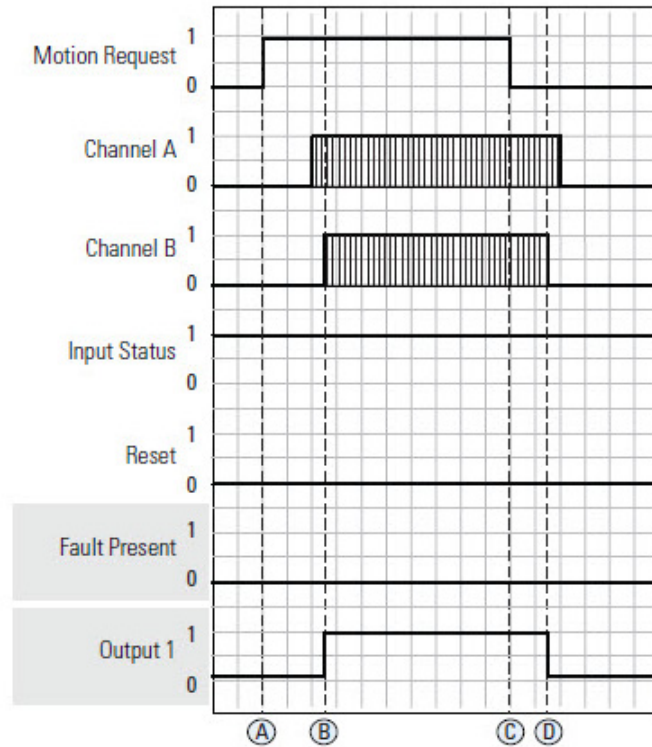 Motion Request 1
0
Channel A 1
0
Channel B 1
0
Input Status 1
0
Reset 1
0
Fault Present 1
0
Output 1 1
0
A B C D